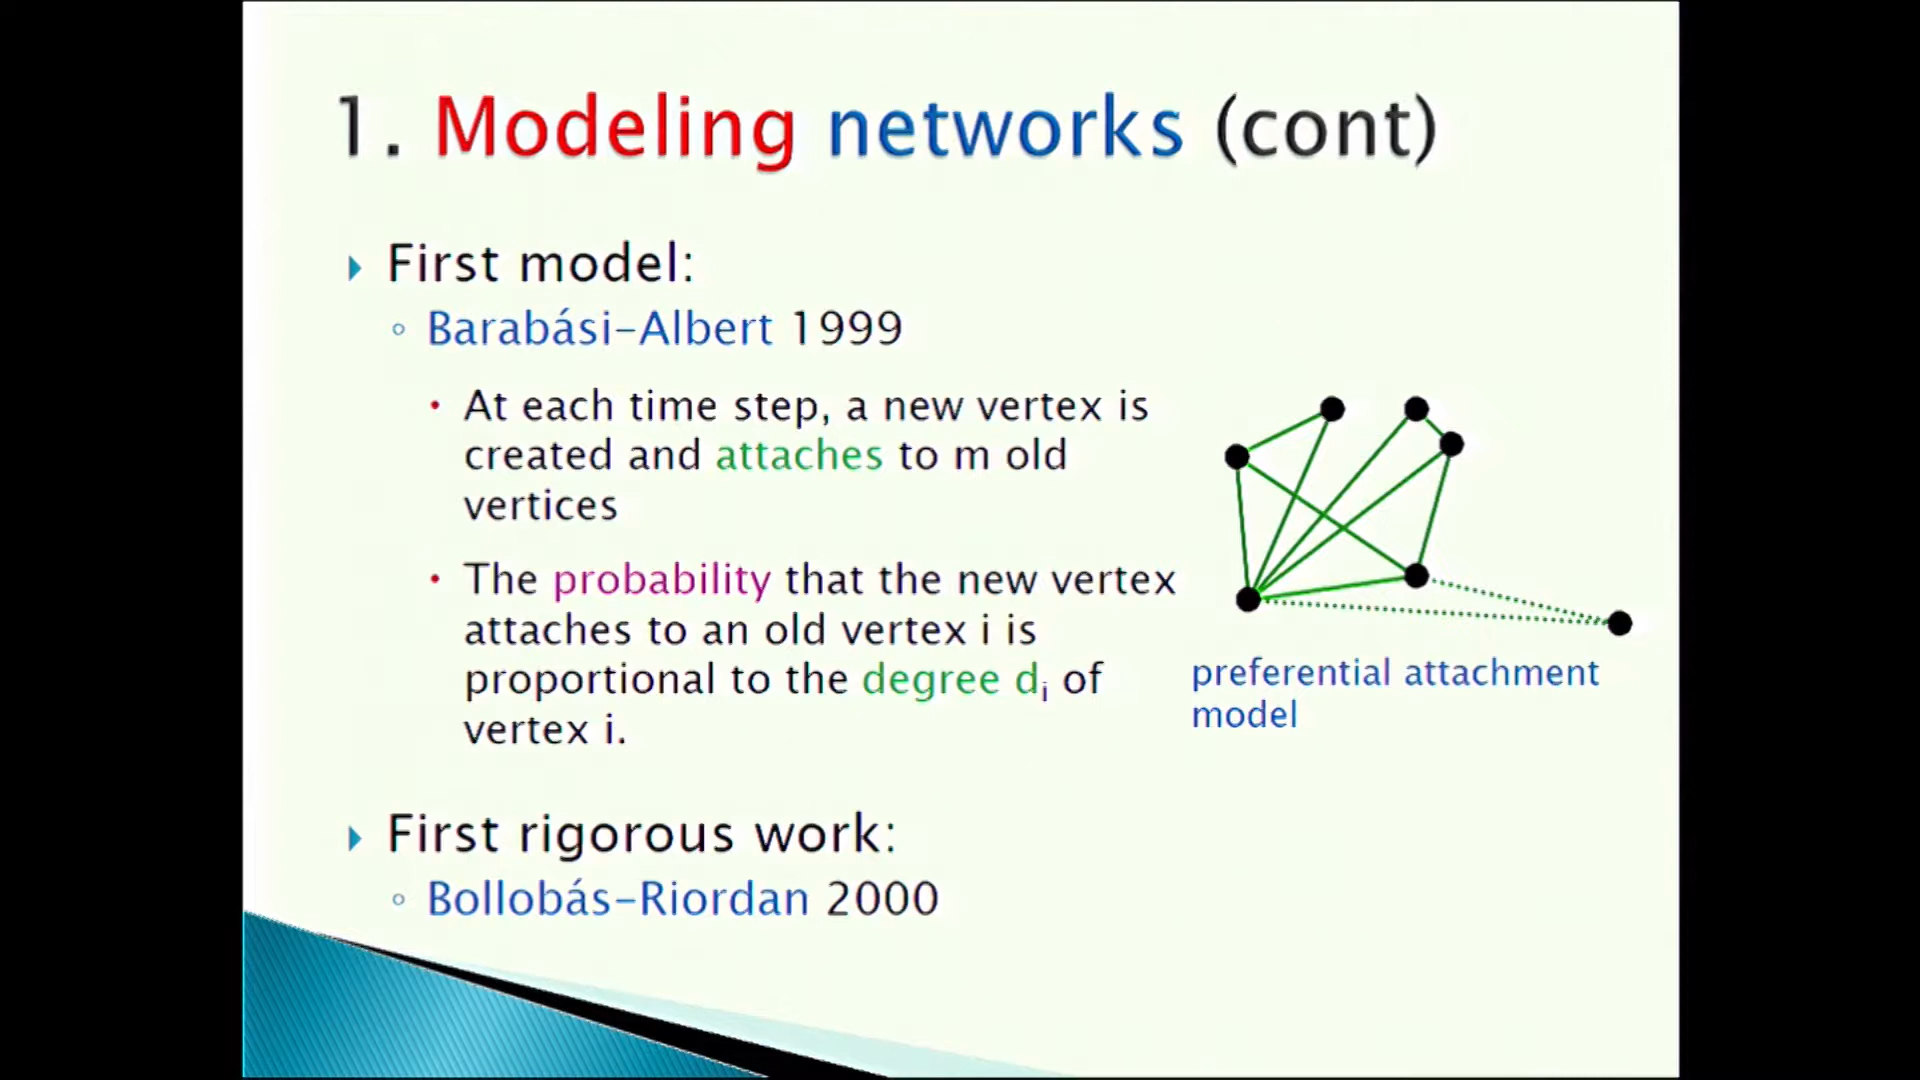 1. Modeling networks (cont)
First model:
Barabási-Albert 1999
At each time step, a new vertex is
created and attaches to m old
vertices
The probability that the new vertex
attaches to an old vertex i is
proportional to the degree dᵢ of
vertex i.
preferential attachment
model
First rigorous work:
Bollobás-Riordan 2000